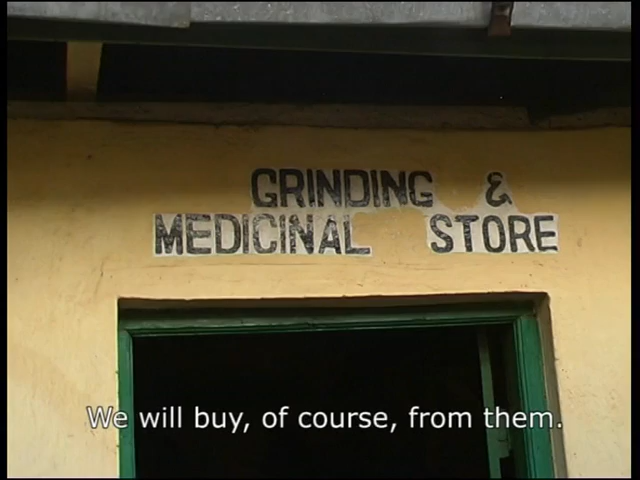 GRINDING &
MEDICINAL STORE
We will buy, of course, from them.